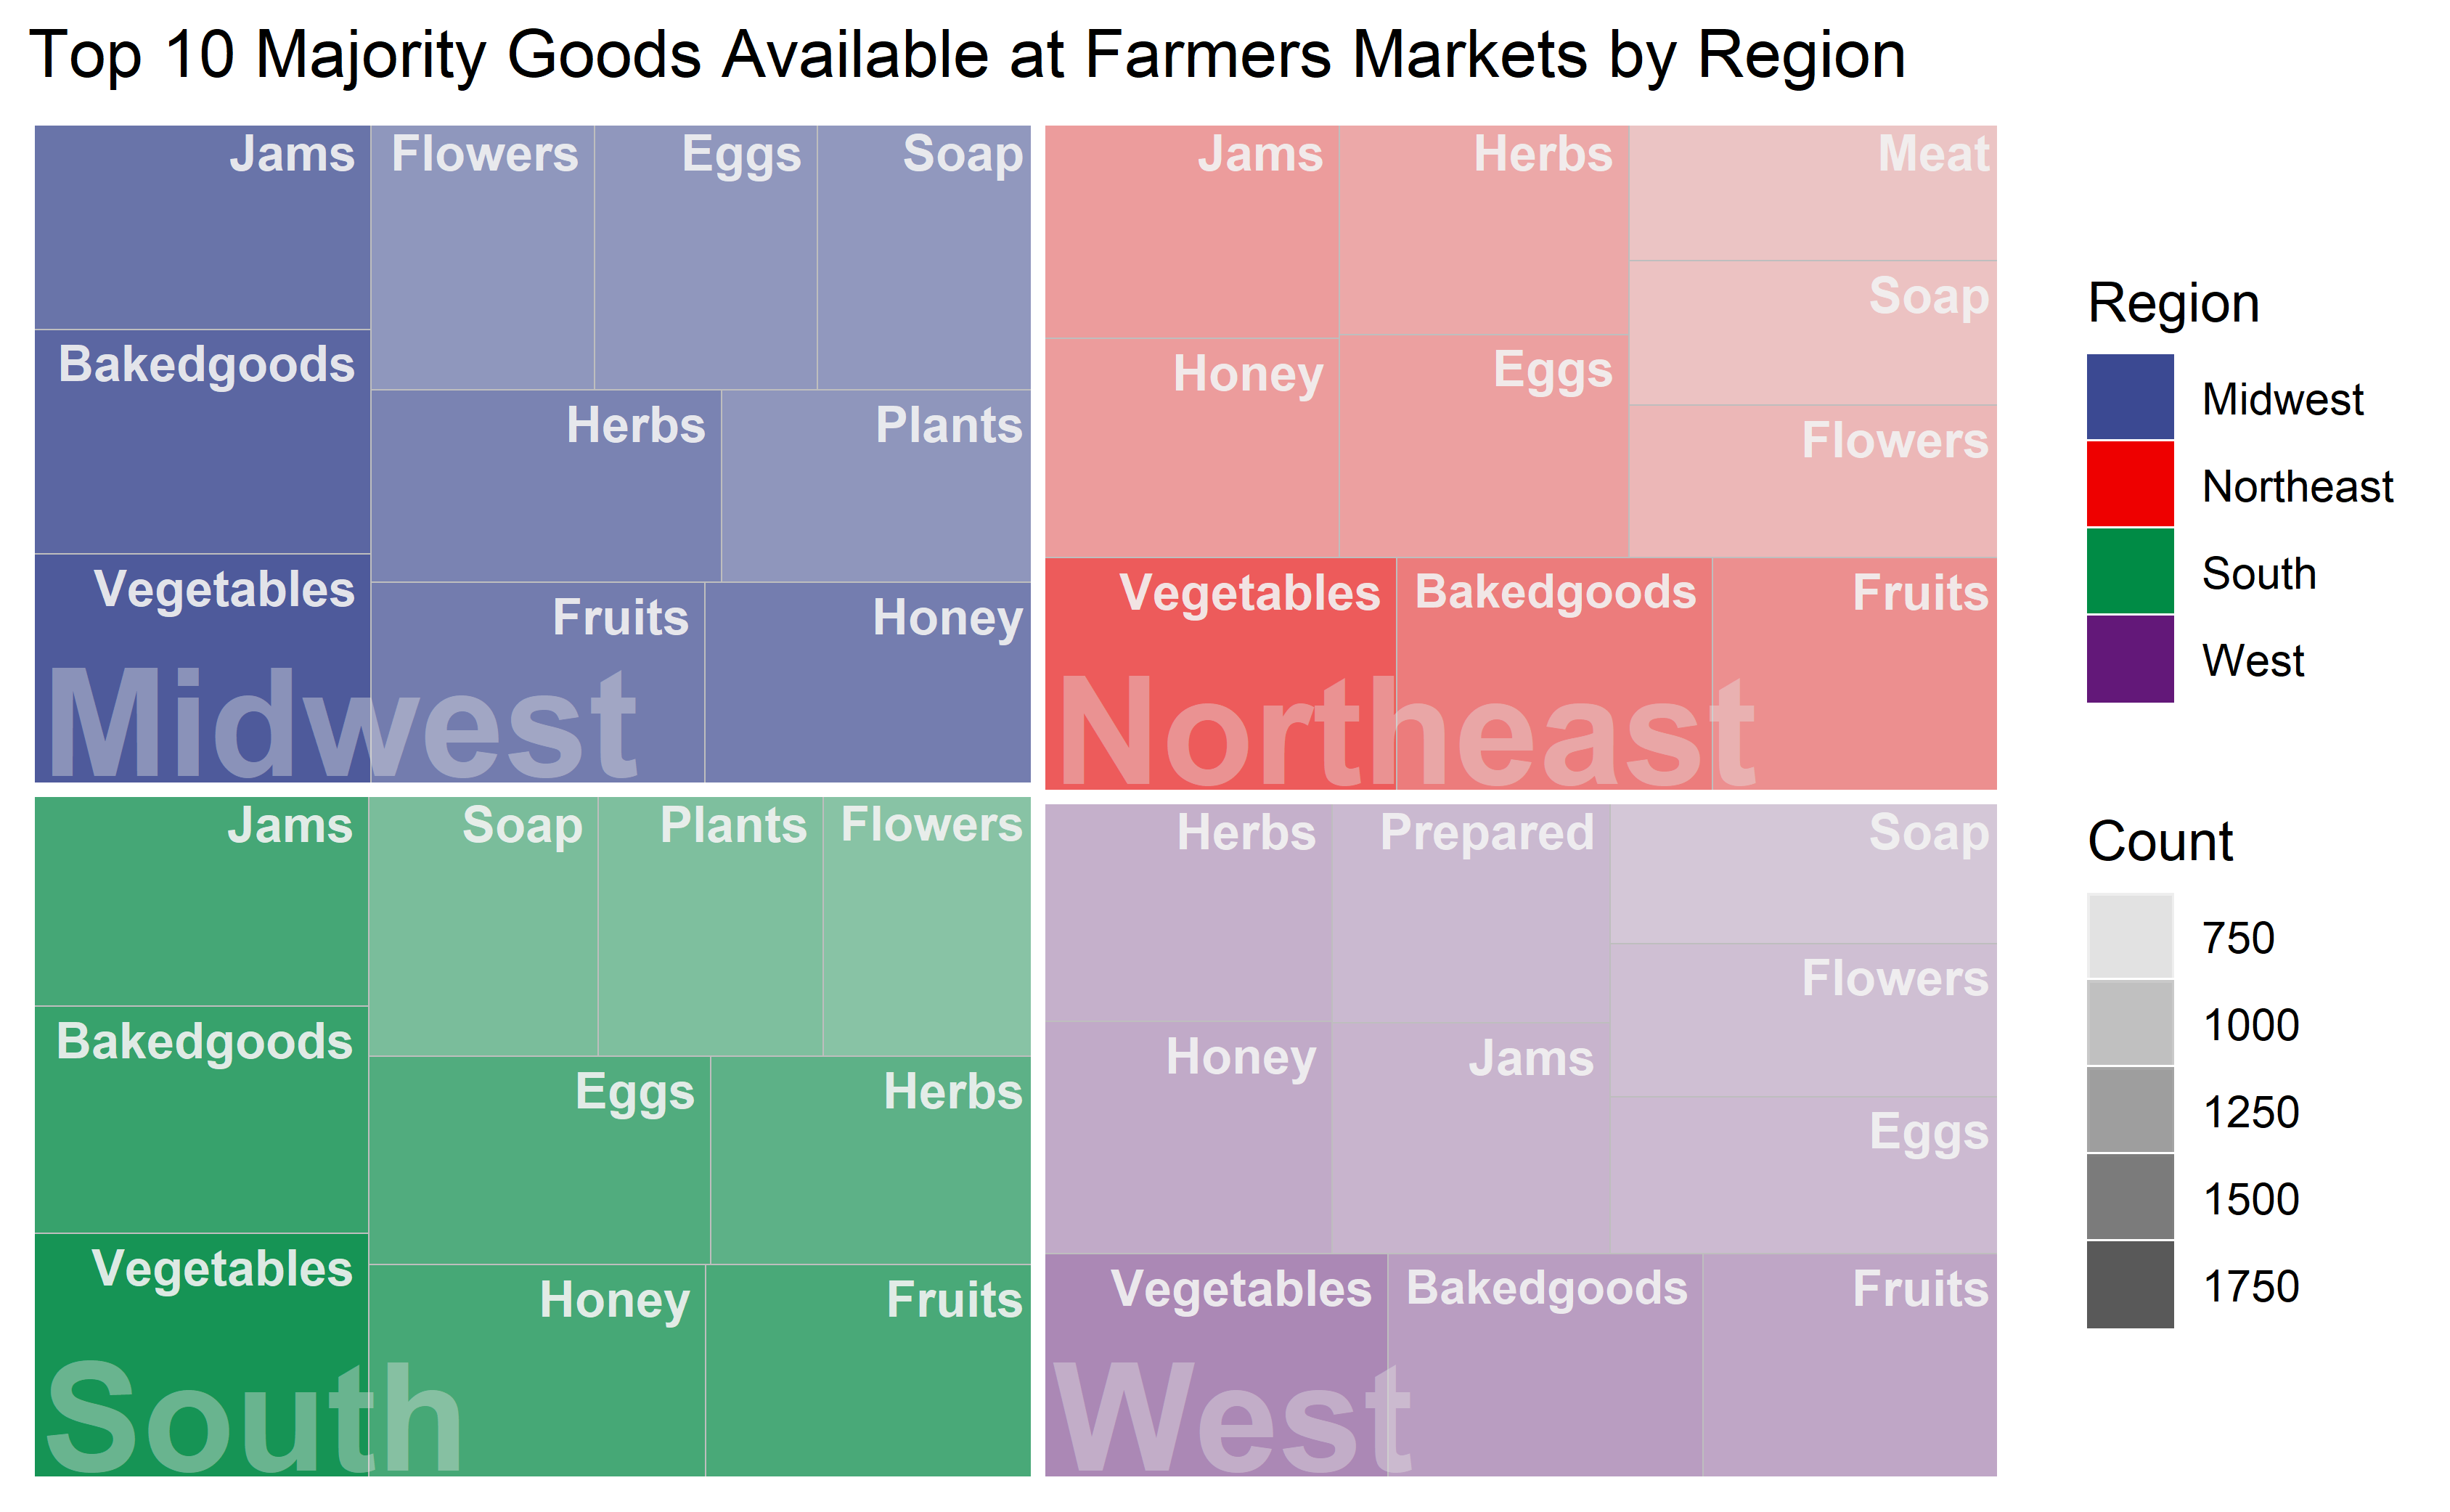 Top 10 Majority Goods Available at Farmers Markets by Region
Jams
Flowers
Eggs
Soap
Bakedgoods
Herbs
Plants
Vegetables
Fruits
Honey
Midwest
Jams
Herbs
Meat
Soap
Honey
Eggs
Flowers
Vegetables
Bakedgoods
Fruits
Northeast
Jams
Soap
Plants
Flowers
Bakedgoods
Eggs
Herbs
Vegetables
Honey
Fruits
South
Herbs
Prepared
Soap
Flowers
Honey
Jams
Eggs
Vegetables
Bakedgoods
Fruits
West
Region
Midwest
Northeast
South
West
Count
750
1000
1250
1500
1750